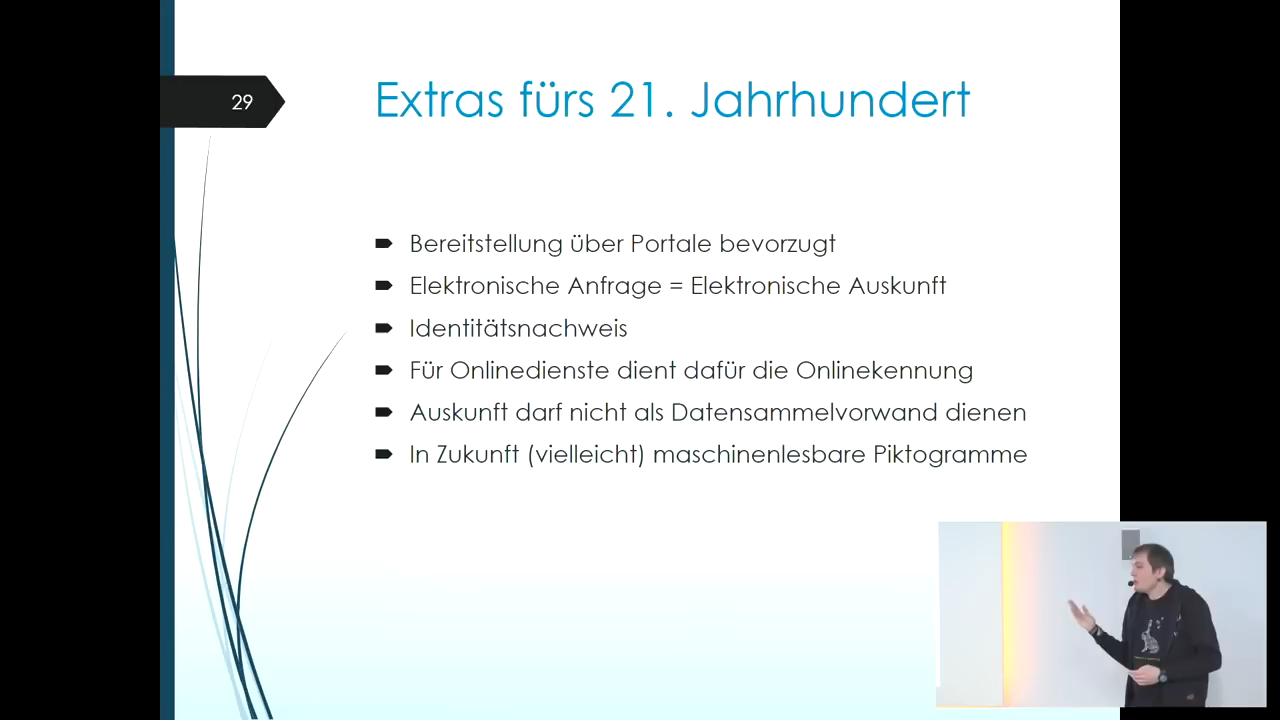 29
Extras fürs 21. Jahrhundert
Bereitstellung über Portale bevorzugt
Elektronische Anfrage = Elektronische Auskunft
Identitätsnachweis
Für Onlinedienste dient dafür die Onlinekennung
Auskunft darf nicht als Datensammelvorwand dienen
In Zukunft (vielleicht) maschinenlesbare Piktogramme